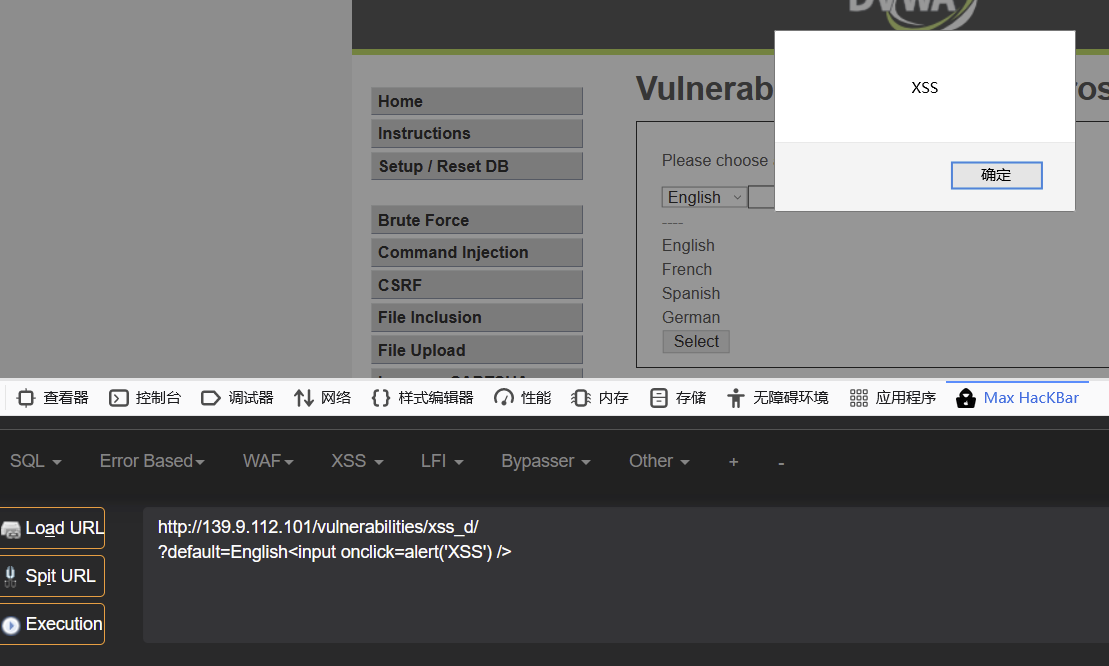 DVWA
Vulnerab
ros
XSS
确定
Home
Instructions
Setup / Reset DB
Brute Force
Command Injection
CSRF
File Inclusion
File Upload
Please choose
English
----
English
French
Spanish
German
Select
查看器 控制台 调试器 网络 样式编辑器 性能 内存 存储 无障碍环境 应用程序 Max HacKBar
SQL Error Based WAF XSS LFI Bypasser Other + -
Load URL
Spit URL
Execution
http://139.9.112.101/vulnerabilities/xss_d/
?default=English<input onclick=alert('XSS') />